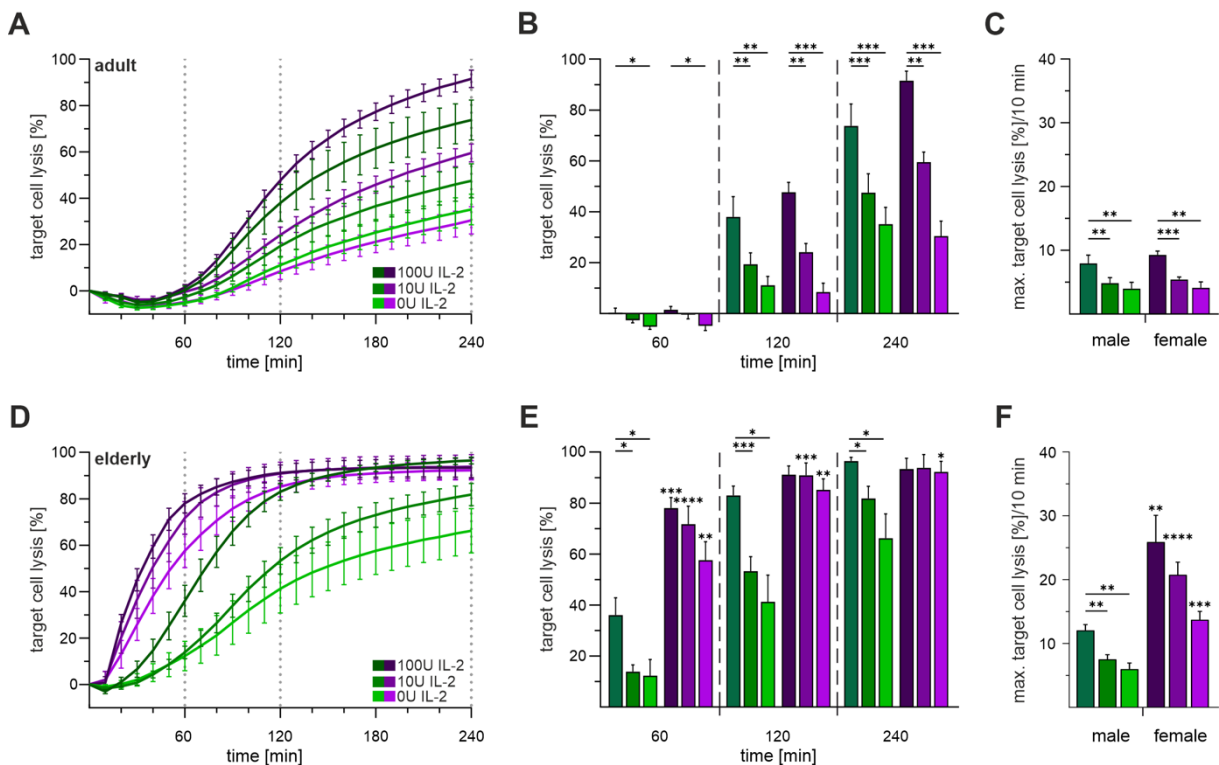 A
adult
target cell lysis [%]
100
80
60
40
20
0
100U IL-2
10U IL-2
0U IL-2
60
120
180
240
time [min]
B
target cell lysis [%]
100
80
60
40
20
*
*
**
**
***
**
***
***
***
**
60
120
240
time [min]
C
max. target cell lysis [%]/10 min
40
30
20
10
**
**
**
***
male
female
D
elderly
target cell lysis [%]
100
80
60
40
20
0
100U IL-2
10U IL-2
0U IL-2
60
120
180
240
time [min]
E
target cell lysis [%]
100
80
60
40
20
*
*
***
****
**
*
***
***
**
*
*
*
60
120
240
time [min]
F
max. target cell lysis [%]/10 min
40
30
20
10
**
**
**
****
***
male
female